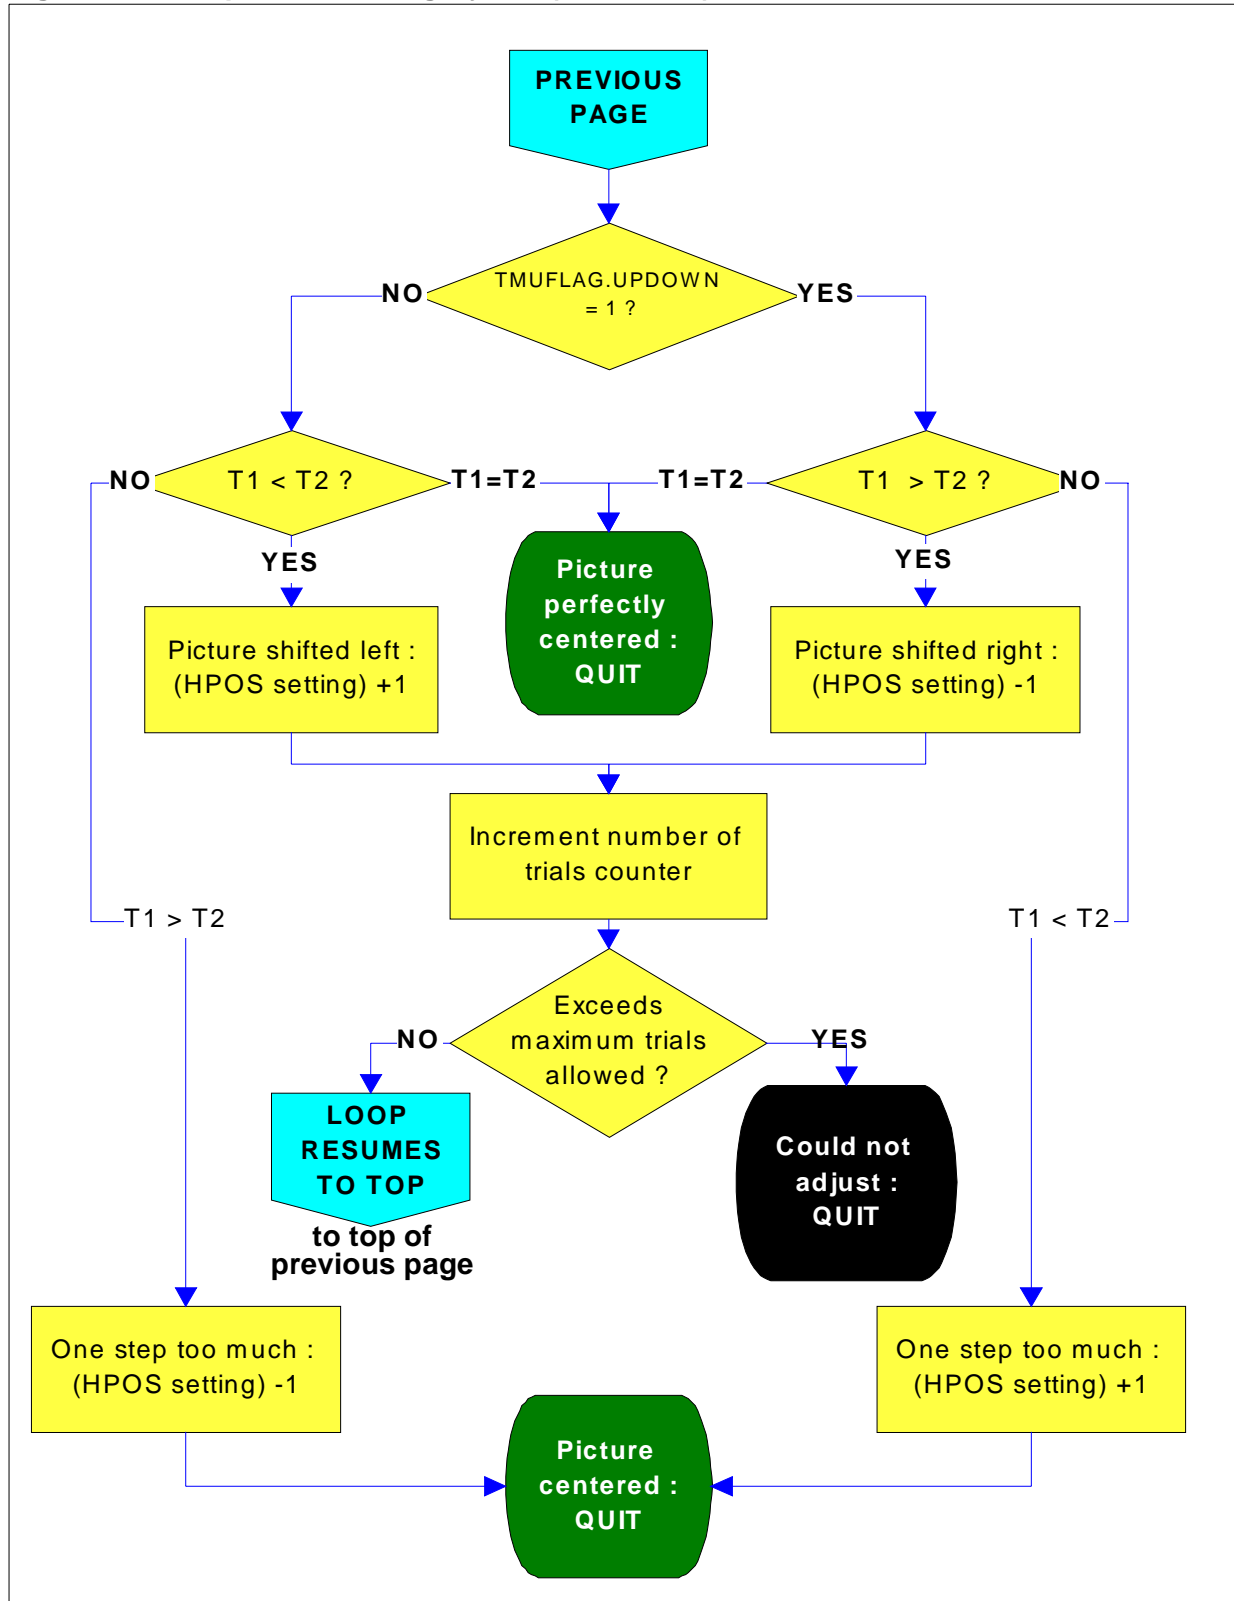 PREVIOUS
PAGE
TMUFLAG.UPDOWN
= 1 ?
NO
YES
NO
T1 < T2 ?
T1=T2
T1=T2
T1 > T2 ?
NO
YES
YES
Picture
perfectly
centered :
QUIT
Picture shifted left :
(HPOS setting) +1
Picture shifted right :
(HPOS setting) -1
Increment number of
trials counter
T1 > T2
T1 < T2
Exceeds
maximum trials
allowed ?
NO
YES
LOOP
RESUMES
TO TOP
to top of
previous page
Could not
adjust :
QUIT
One step too much :
(HPOS setting) -1
One step too much :
(HPOS setting) +1
Picture
centered :
QUIT